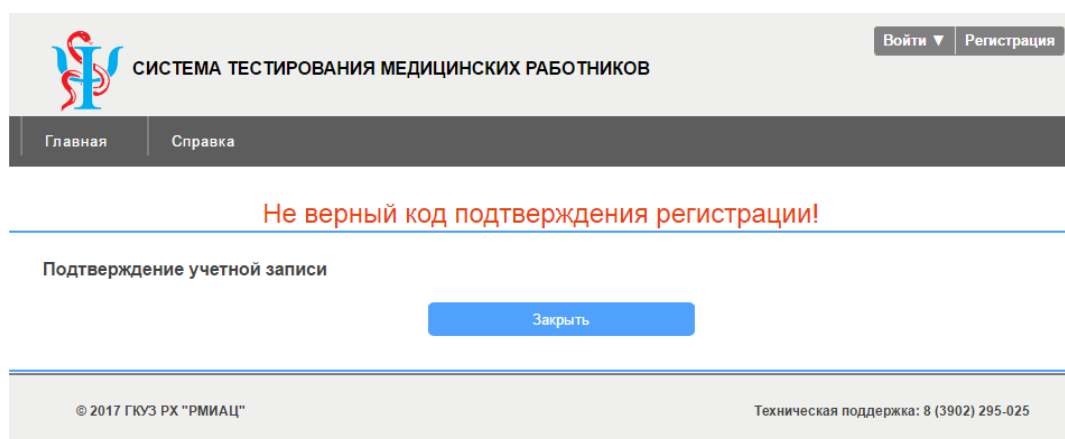 Войти ▼ Регистрация
СИСТЕМА ТЕСТИРОВАНИЯ МЕДИЦИНСКИХ РАБОТНИКОВ
Главная Справка
Не верный код подтверждения регистрации!
Подтверждение учетной записи
Закрыть
© 2017 ГКУЗ РХ "РМИАЦ" Техническая поддержка: 8 (3902) 295-025